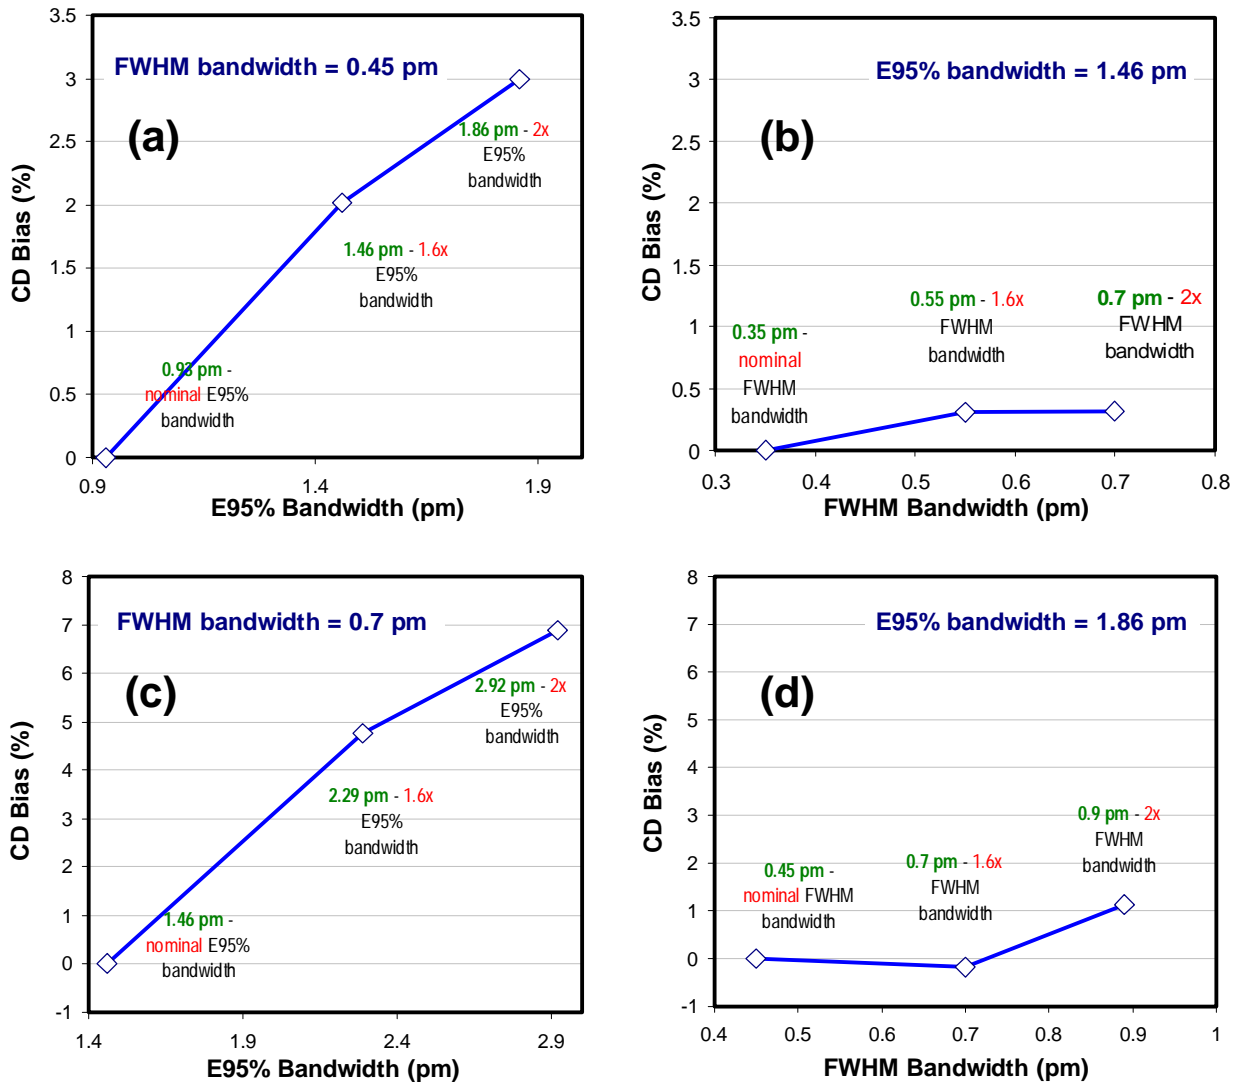 3.5
3
2.5
2
1.5
1
0.5
0
CD Bias (%)
FWHM bandwidth = 0.45 pm
(a)
1.86 pm - 2x
E95%
bandwidth
1.46 pm - 1.6x
E95%
bandwidth
0.93 pm -
nominal E95%
bandwidth
0.9
1.4
1.9
E95% Bandwidth (pm)
3.5
3
2.5
2
1.5
1
0.5
0
CD Bias (%)
E95% bandwidth = 1.46 pm
(b)
0.35 pm -
nominal
FWHM
bandwidth
0.55 pm - 1.6x
FWHM
bandwidth
0.7 pm - 2x
FWHM
bandwidth
0.3
0.4
0.5
0.6
0.7
0.8
FWHM Bandwidth (pm)
8
7
6
5
4
3
2
1
0
-1
CD Bias (%)
FWHM bandwidth = 0.7 pm
(c)
2.92 pm - 2x
E95%
bandwidth
2.29 pm - 1.6x
E95%
bandwidth
1.46 pm -
nominal E95%
bandwidth
1.4
1.9
2.4
2.9
E95% Bandwidth (pm)
8
7
6
5
4
3
2
1
0
-1
CD Bias (%)
E95% bandwidth = 1.86 pm
(d)
0.9 pm - 2x
FWHM
bandwidth
0.7 pm - 1.6x
FWHM
bandwidth
0.45 pm -
nominal FWHM
bandwidth
0.4
0.5
0.6
0.7
0.8
0.9
1
FWHM Bandwidth (pm)